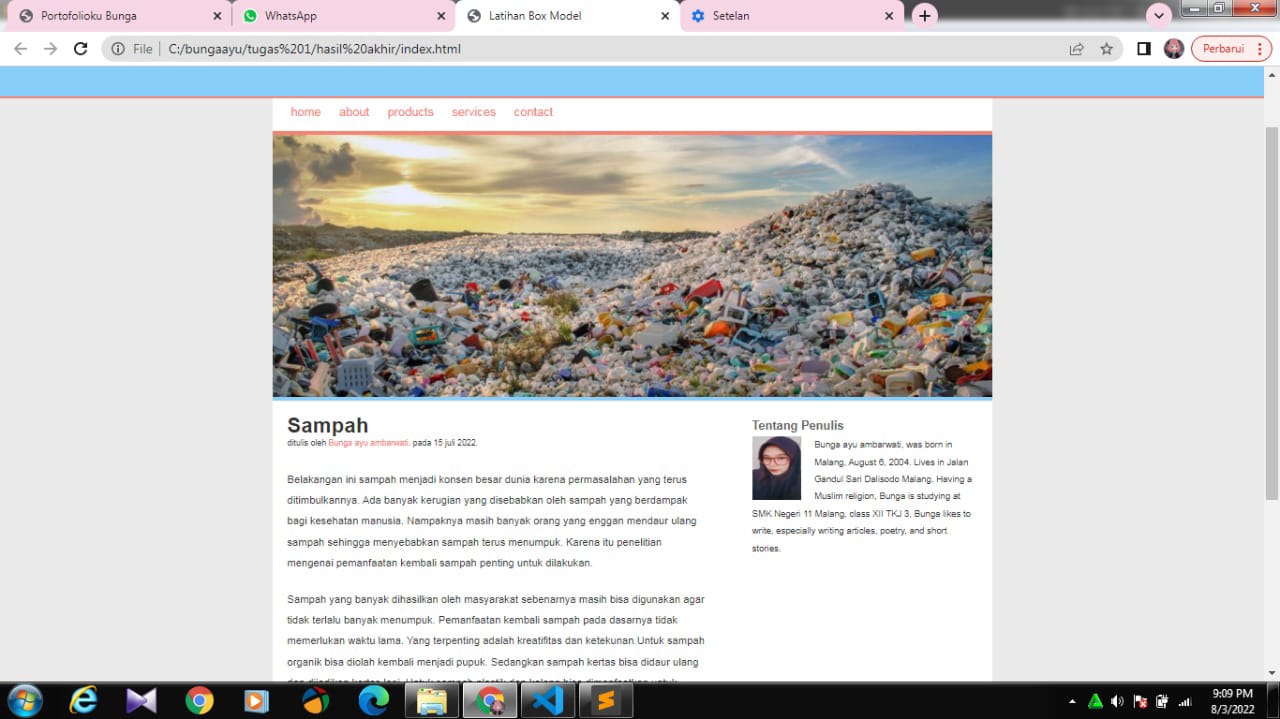 Portofolioku Bunga
WhatsApp
Latihan Box Model
Setelan
File
C:/bungaayu/tugas%201/hasil%20akhir/index.html
Perbarui
home about products services contact
Sampah
ditulis oleh Bunga ayu ambarwati. pada 15 juli 2022.
Belakangan ini sampah menjadi konsen besar dunia karena permasalahan yang terus
ditimbulkannya. Ada banyak kerugian yang disebabkan oleh sampah yang berdampak
bagi kesehatan manusia. Nampaknya masih banyak orang yang enggan mendaur ulang
sampah sehingga menyebabkan sampah terus menumpuk. Karena itu penelitian
mengenai pemanfaatan kembali sampah penting untuk dilakukan.
Sampah yang banyak dihasilkan oleh masyarakat sebenarnya masih bisa digunakan agar
tidak terlalu banyak menumpuk. Pemanfaatan kembali sampah pada dasarnya tidak
memerlukan waktu lama. Yang terpenting adalah kreatifitas dan ketekunan.Untuk sampah
organik bisa diolah kembali menjadi pupuk. Sedangkan sampah kertas bisa didaur ulang
Tentang Penulis
Bunga ayu ambarwati, was born in
Malang, August 6, 2004. Lives in Jalan
Gandul Sari Dalisodo Malang. Having a
Muslim religion, Bunga is studying at
SMK Negeri 11 Malang, class XII TKJ 3, Bunga likes to
write, especially writing articles, poetry, and short
stories.
9:09 PM
8/3/2022